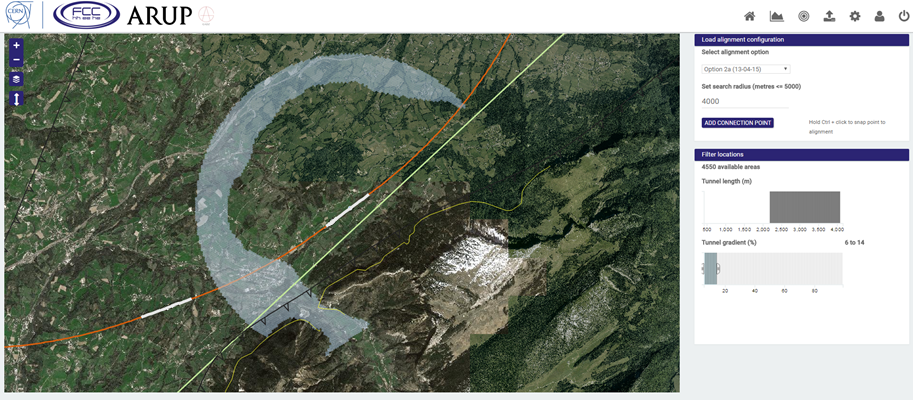 CERN
FCC
hh ee he
ARUP
+
−
Load alignment configuration
Select alignment option
Option 2a (13-04-15)
Set search radius (metres <= 5000)
4000
ADD CONNECTION POINT
Hold Ctrl + click to snap point to
alignment
Filter locations
4550 available areas
Tunnel length (m)
500 1.000 1.500 2.000 2.500 3.000 3.500 4.000
Tunnel gradient (%) 6 to 14
20 40 60 80